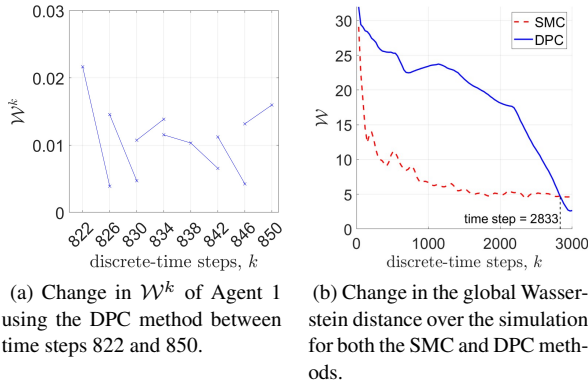 0.03
0.02
0.01
0
𝒲^k
822
826
830
834
838
842
846
850
discrete-time steps, k
30
25
20
15
10
5
0
𝒲
SMC
DPC
time step = 2833
0
1000
2000
3000
discrete-time steps, k
(a) Change in 𝒲^k of Agent 1
using the DPC method between
time steps 822 and 850.
(b) Change in the global Wasser-
stein distance over the simulation
for both the SMC and DPC meth-
ods.